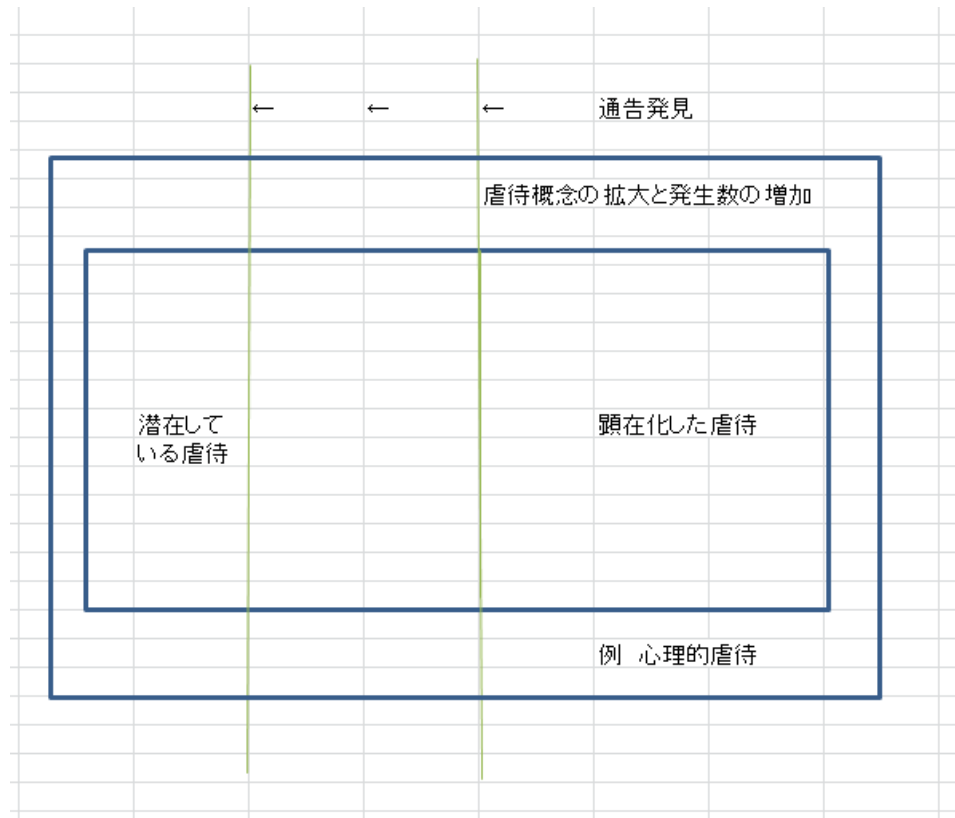 ← ← ← 通告発見
虐待概念の拡大と発生数の増加
潜在して
いる虐待
顕在化した虐待
例　心理的虐待